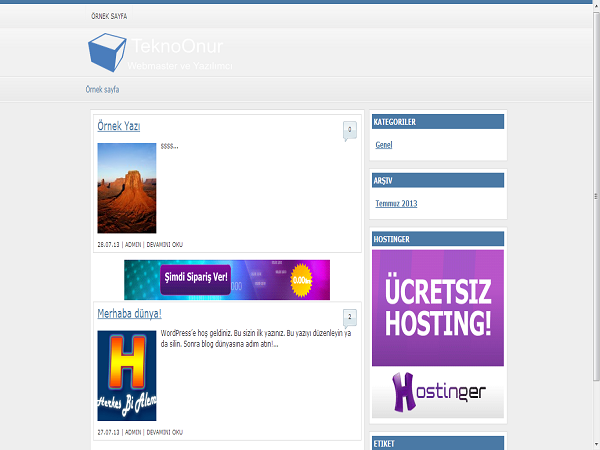 ÖRNEK SAYFA
TeknoOnur
Webmaster ve Yazılımcı
Örnek sayfa
Örnek Yazı
0
ssss...
28.07.13 | ADMIN | DEVAMINI OKU
Şimdi Sipariş Ver!
0.00₺
Merhaba dünya!
2
WordPress'e hoş geldiniz. Bu sizin ilk yazınız. Bu yazıyı düzenleyin ya
da silin. Sonra blog dünyasına adım atın!...
H
Herkes Bi Alem
27.07.13 | ADMIN | DEVAMINI OKU
KATEGORILER
Genel
ARŞIV
Temmuz 2013
HOSTINGER
ÜCRETSIZ
HOSTING!
Hostinger
ETIKET